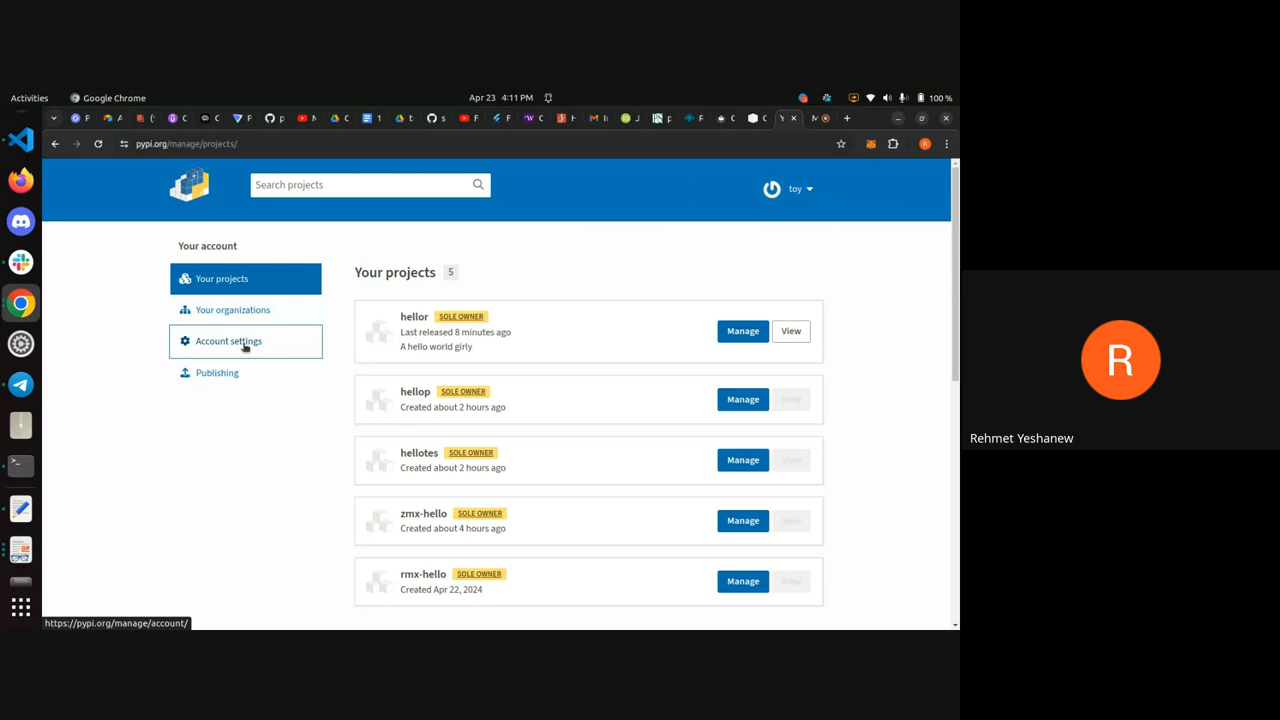 Activities
Google Chrome
Apr 23 4:11 PM
100 %
pypi.org/manage/projects/
R
Search projects
toy
Your account
Your projects
Your organizations
Account settings
Publishing
Your projects 5
hellor SOLE OWNER
Last released 8 minutes ago
A hello world girly
Manage View
hellop SOLE OWNER
Created about 2 hours ago
Manage View
hellotes SOLE OWNER
Created about 2 hours ago
Manage View
zmx-hello SOLE OWNER
Created about 4 hours ago
Manage View
rmx-hello SOLE OWNER
Created Apr 22, 2024
Manage View
https://pypi.org/manage/account/
R
Rehmet Yeshanew